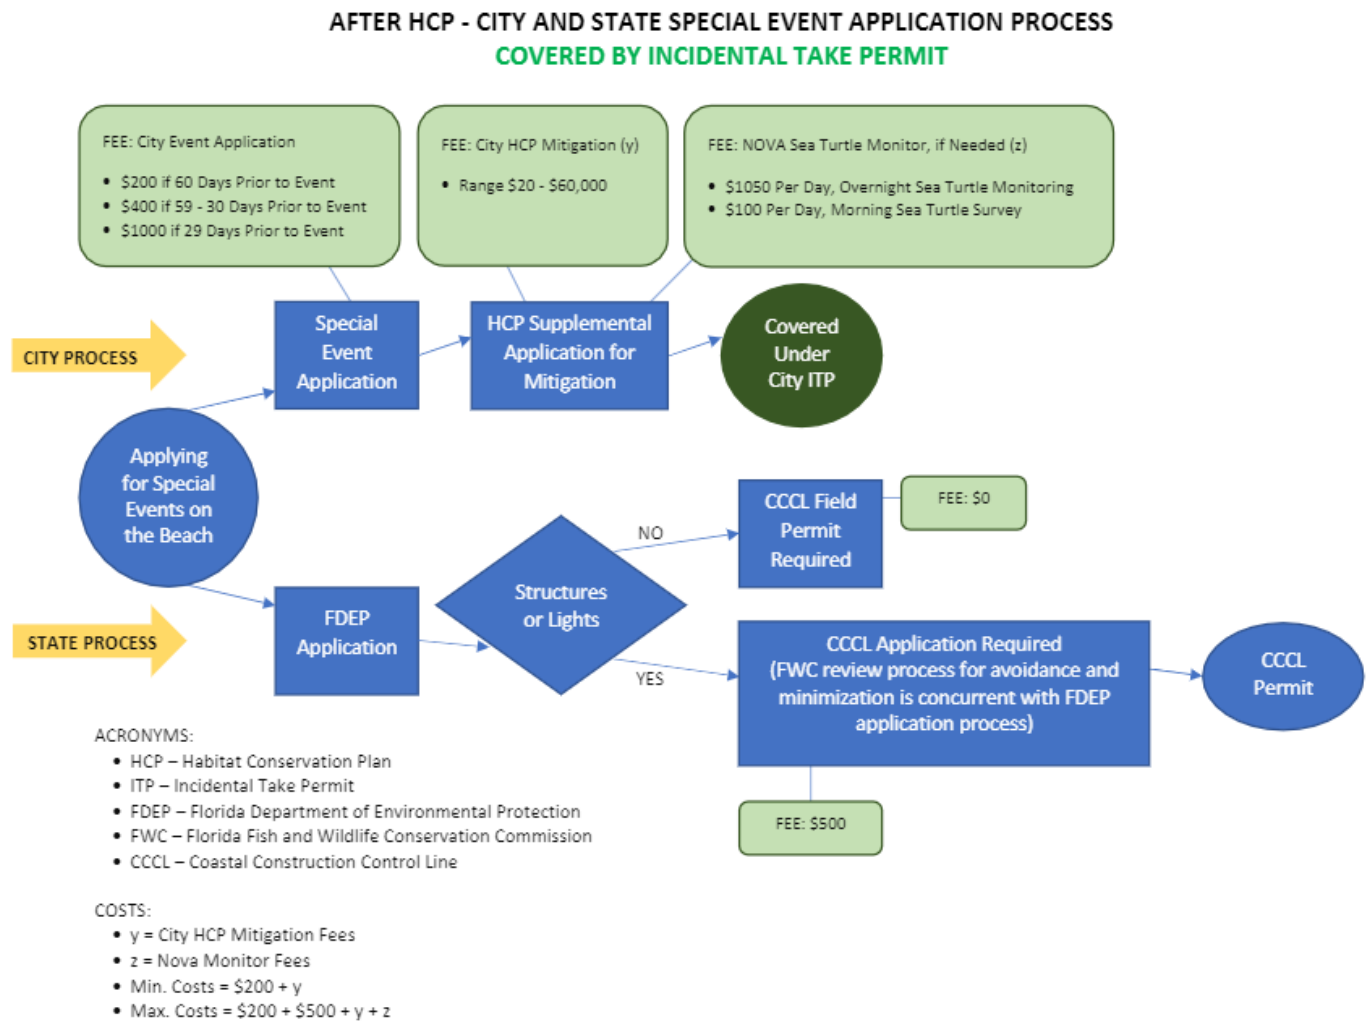 AFTER HCP - CITY AND STATE SPECIAL EVENT APPLICATION PROCESS
COVERED BY INCIDENTAL TAKE PERMIT
FEE: City Event Application
• $200 if 60 Days Prior to Event
• $400 if 59 - 30 Days Prior to Event
• $1000 if 29 Days Prior to Event
FEE: City HCP Mitigation (y)
• Range $20 - $60,000
FEE: NOVA Sea Turtle Monitor, if Needed (z)
• $1050 Per Day, Overnight Sea Turtle Monitoring
• $100 Per Day, Morning Sea Turtle Survey
CITY PROCESS
Special
Event
Application
HCP Supplemental
Application for
Mitigation
Covered
Under
City ITP
Applying
for Special
Events on
the Beach
STATE PROCESS
FDEP
Application
Structures
or Lights
NO
CCCL Field
Permit
Required
FEE: $0
YES
CCCL Application Required
(FWC review process for avoidance and
minimization is concurrent with FDEP
application process)
CCCL
Permit
FEE: $500
ACRONYMS:
• HCP – Habitat Conservation Plan
• ITP – Incidental Take Permit
• FDEP – Florida Department of Environmental Protection
• FWC – Florida Fish and Wildlife Conservation Commission
• CCCL – Coastal Construction Control Line
COSTS:
• y = City HCP Mitigation Fees
• z = Nova Monitor Fees
• Min. Costs = $200 + y
• Max. Costs = $200 + $500 + y + z